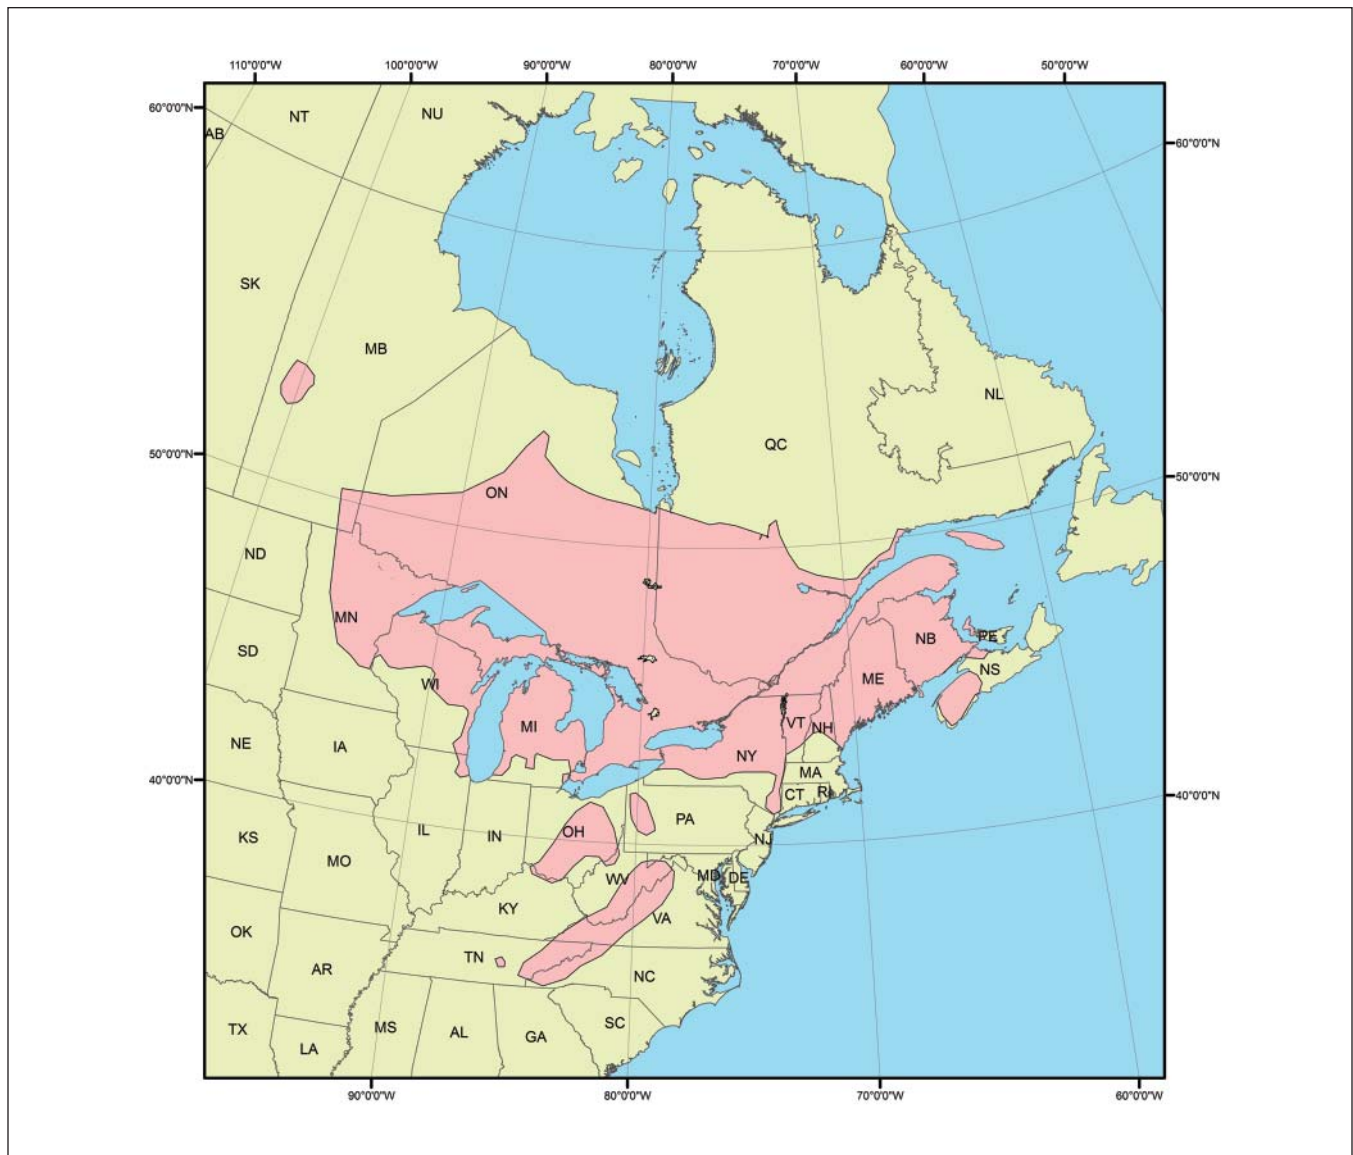 110°0'0"W 100°0'0"W 90°0'0"W 80°0'0"W 70°0'0"W 60°0'0"W 50°0'0"W
60°0'0"N
NT NU
AB
60°0'0"N
SK
MB
NL
QC
50°0'0"N
50°0'0"N
ON
ND
MN
NB PE
SD
NS
ME
WI
MI VT NH
NE IA NY
MA
40°0'0"N
CT RI 40°0'0"N
PA
KS IL IN OH NJ
MO
WV MD DE
KY VA
OK
TN
AR NC
SC
TX MS AL GA
LA
90°0'0"W 80°0'0"W 70°0'0"W 60°0'0"W